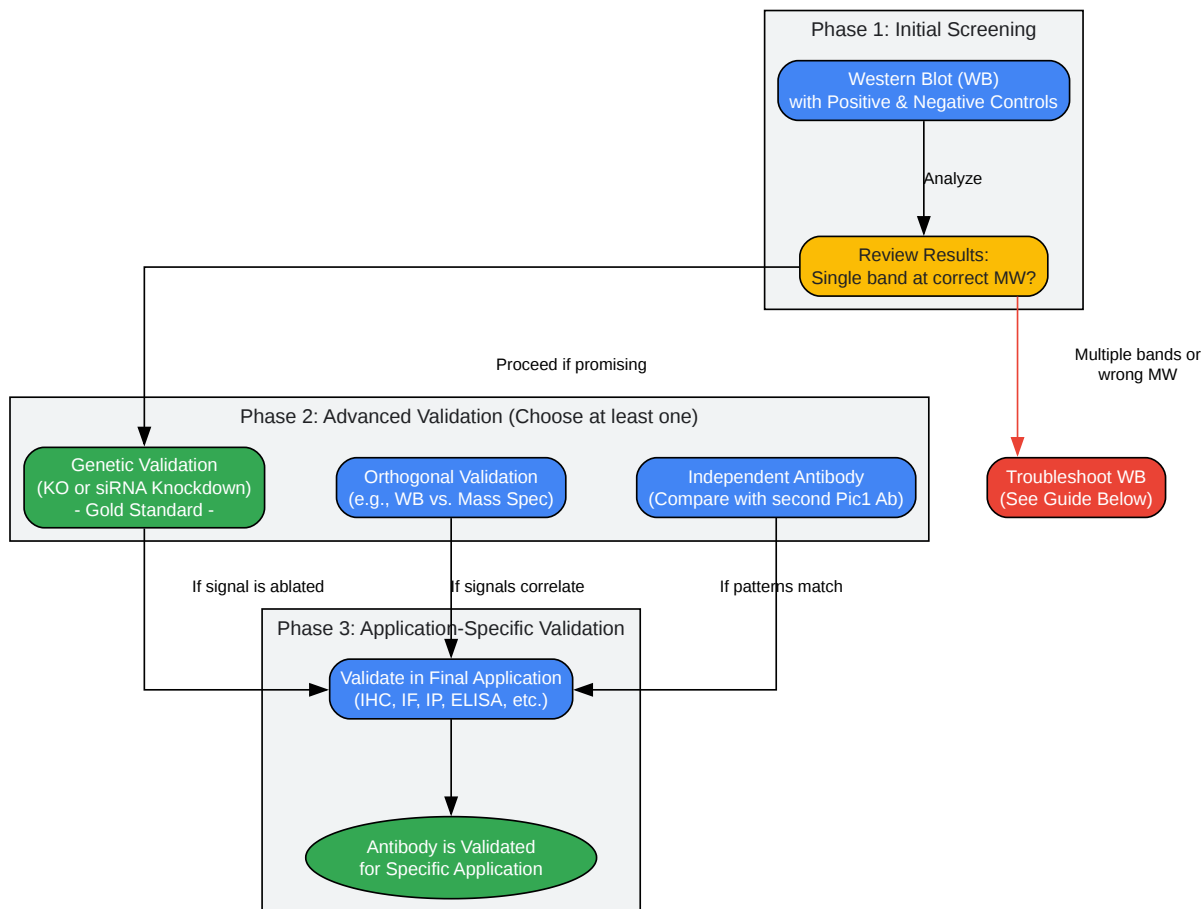 Phase 1: Initial Screening
Western Blot (WB)
with Positive & Negative Controls
Analyze
Review Results:
Single band at correct MW?
Proceed if promising
Multiple bands or
wrong MW
Phase 2: Advanced Validation (Choose at least one)
Genetic Validation
(KO or siRNA Knockdown)
- Gold Standard -
Orthogonal Validation
(e.g., WB vs. Mass Spec)
Independent Antibody
(Compare with second Pic1 Ab)
Troubleshoot WB
(See Guide Below)
If signal is ablated
If signals correlate
If patterns match
Phase 3: Application-Specific Validation
Validate in Final Application
(IHC, IF, IP, ELISA, etc.)
Antibody is Validated
for Specific Application